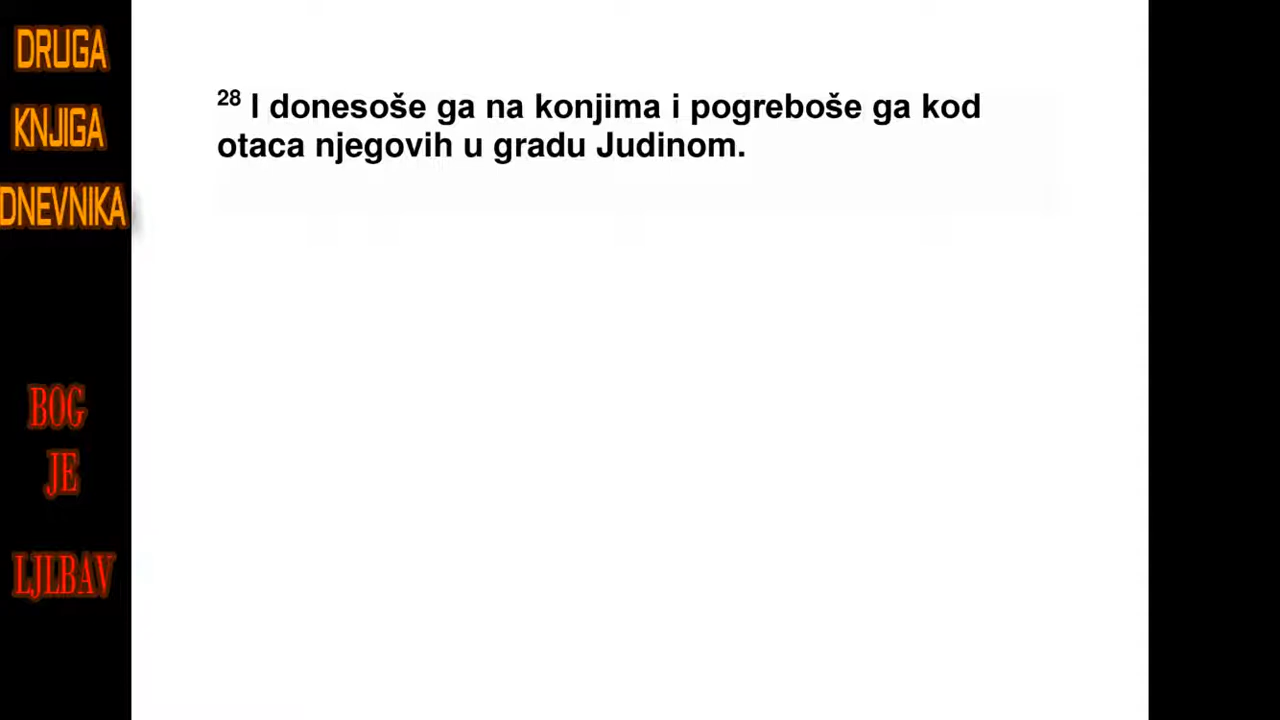 DRUGA
KNJIGA
DNEVNIKA
28 I donesoše ga na konjima i pogreboše ga kod
otaca njegovih u gradu Judinom.
BOG
JE
LJLBAV